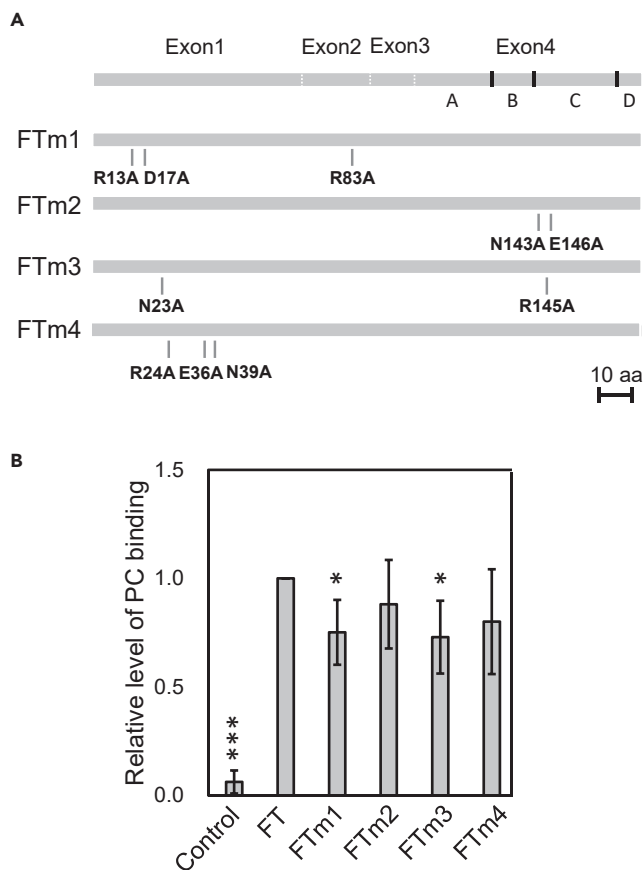 A
Exon1 Exon2 Exon3 Exon4
A B C D
FTm1
R13A D17A R83A
FTm2
N143A E146A
FTm3
N23A R145A
FTm4
R24A E36A N39A
10 aa
B
Relative level of PC binding
1.5
1.0
0.5
0.0
***
*
*
Control FT FTm1 FTm2 FTm3 FTm4